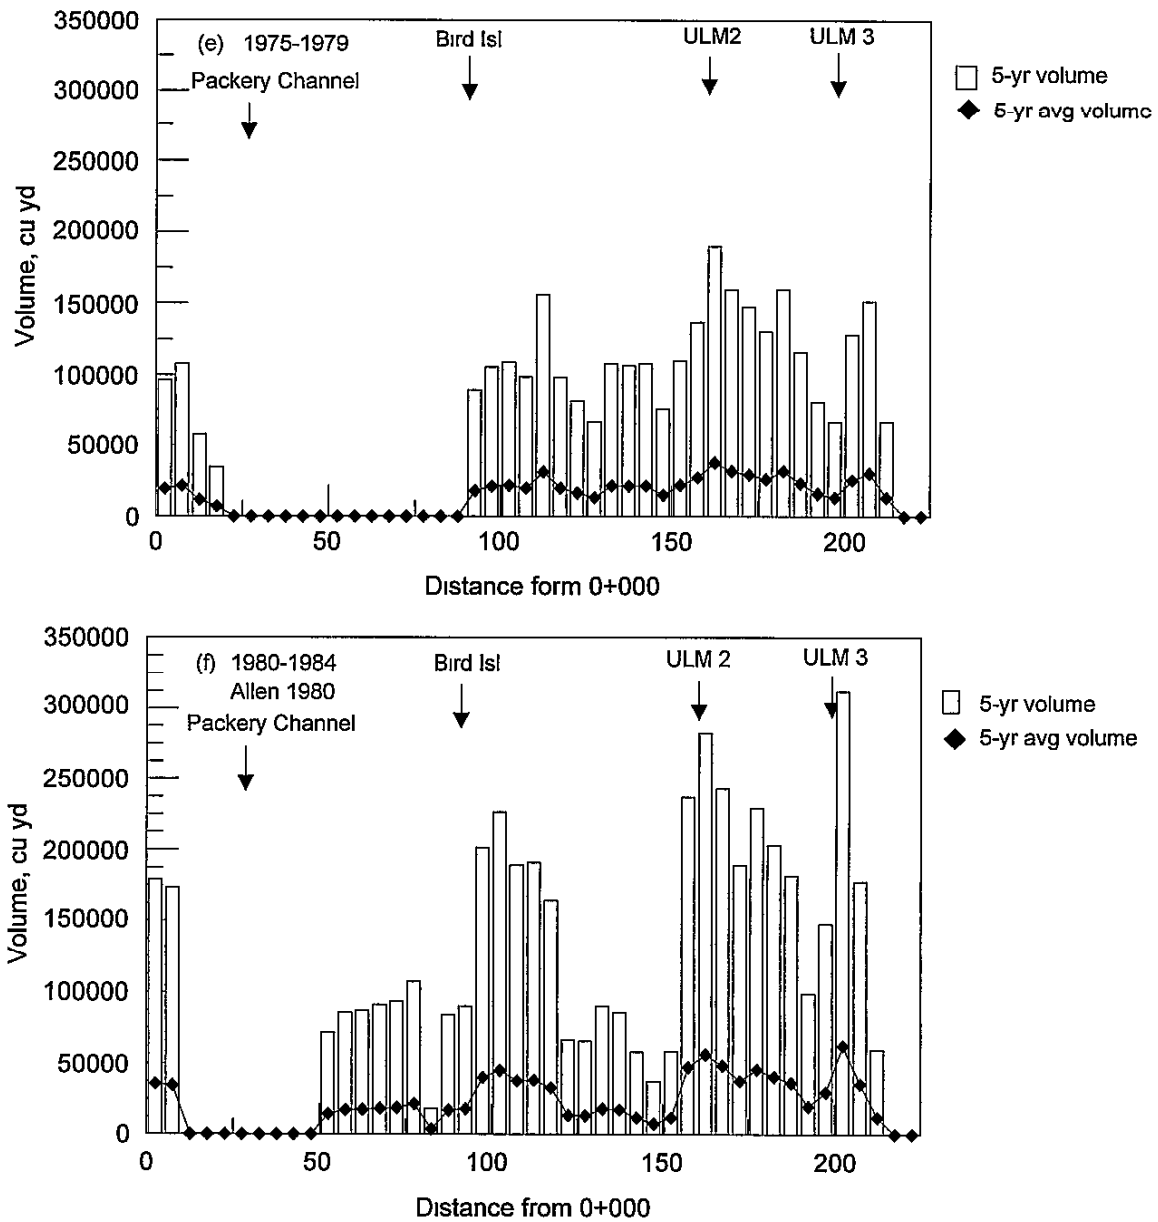 350000
(e) 1975-1979
Bird Isl
ULM2
ULM 3
Packery Channel
5-yr volume
5-yr avg volume
300000
250000
200000
150000
100000
50000
0
Volume, cu yd
0 50 100 150 200
Distance form 0+000
350000
(f) 1980-1984
Bird Isl
ULM 2
ULM 3
Allen 1980
Packery Channel
5-yr volume
5-yr avg volume
300000
250000
200000
150000
100000
50000
0
Volume, cu yd
0 50 100 150 200
Distance from 0+000